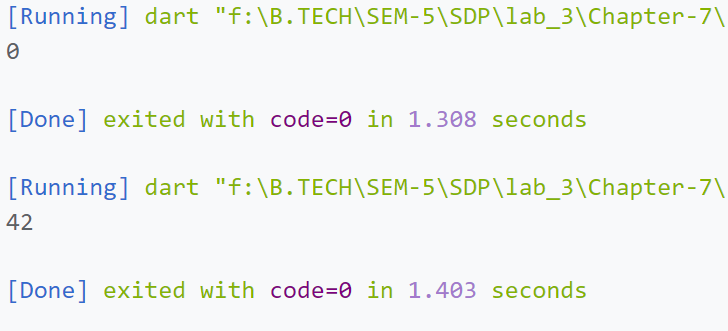 [Running] dart "f:\B.TECH\SEM-5\SDP\lab_3\Chapter-7\
0
[Done] exited with code=0 in 1.308 seconds
[Running] dart "f:\B.TECH\SEM-5\SDP\lab_3\Chapter-7\
42
[Done] exited with code=0 in 1.403 seconds